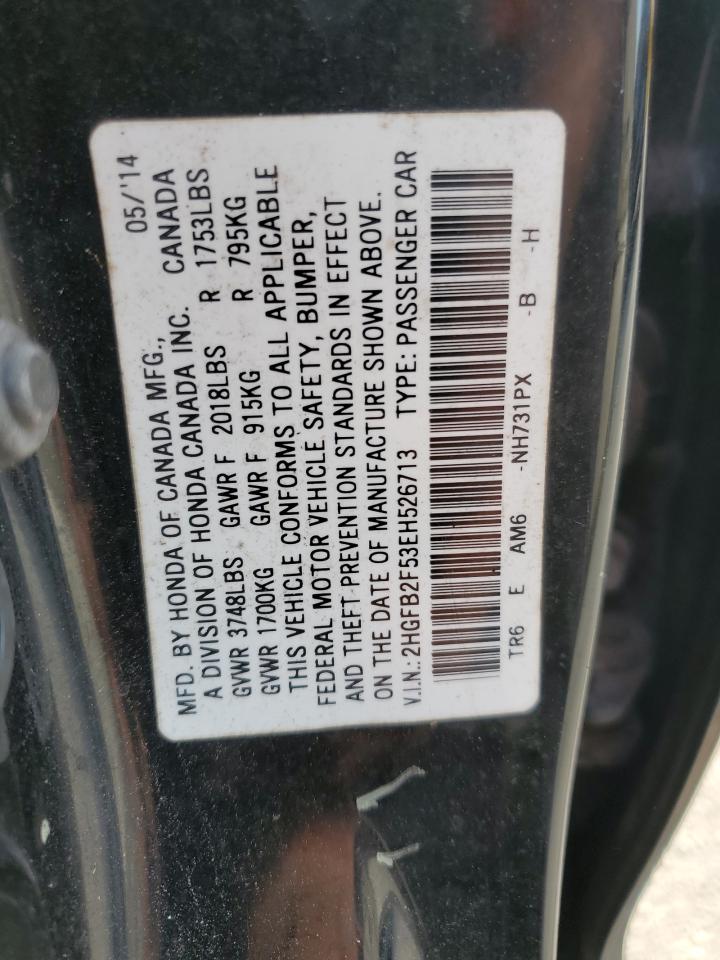 MFD. BY HONDA OF CANADA MFG., 05/'14
A DIVISION OF HONDA CANADA INC. CANADA
GVWR 3748LBS GAWR F 2018LBS R 1753LBS
GVWR 1700KG GAWR F 915KG R 795KG
THIS VEHICLE CONFORMS TO ALL APPLICABLE
FEDERAL MOTOR VEHICLE SAFETY, BUMPER,
AND THEFT PREVENTION STANDARDS IN EFFECT
ON THE DATE OF MANUFACTURE SHOWN ABOVE.
V.I.N.: 2HGFB2F53EH526713 TYPE: PASSENGER CAR
TR6 E AM6 -NH731PX -B -H